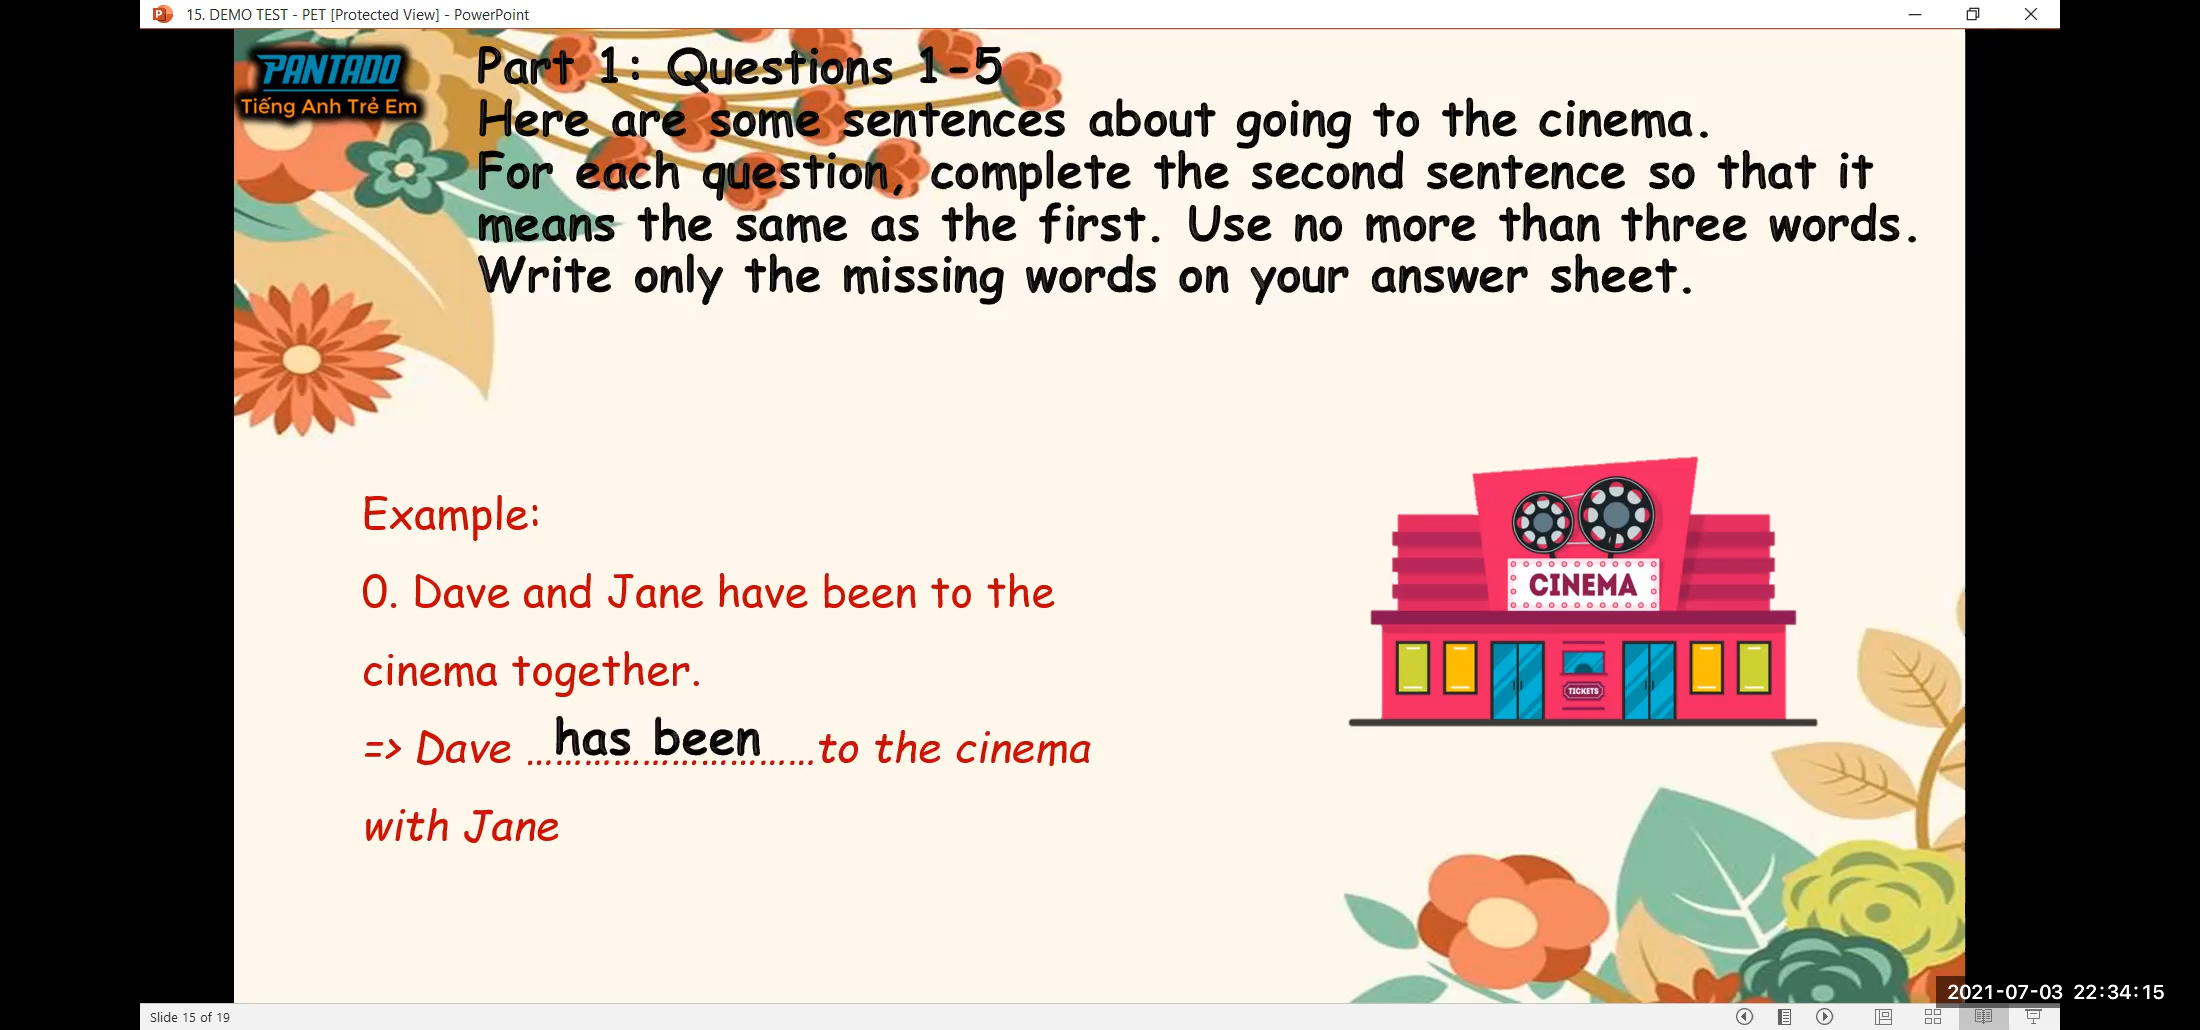 15. DEMO TEST - PET [Protected View] - PowerPoint
PANTADO
Tiếng Anh Trẻ Em
Part 1: Questions 1-5
Here are some sentences about going to the cinema.
For each question, complete the second sentence so that it
means the same as the first. Use no more than three words.
Write only the missing words on your answer sheet.
Example:
0. Dave and Jane have been to the
cinema together.
=> Dave ...has been...to the cinema
with Jane
CINEMA
TICKETS
2021-07-03 22:34:15
Slide 15 of 19